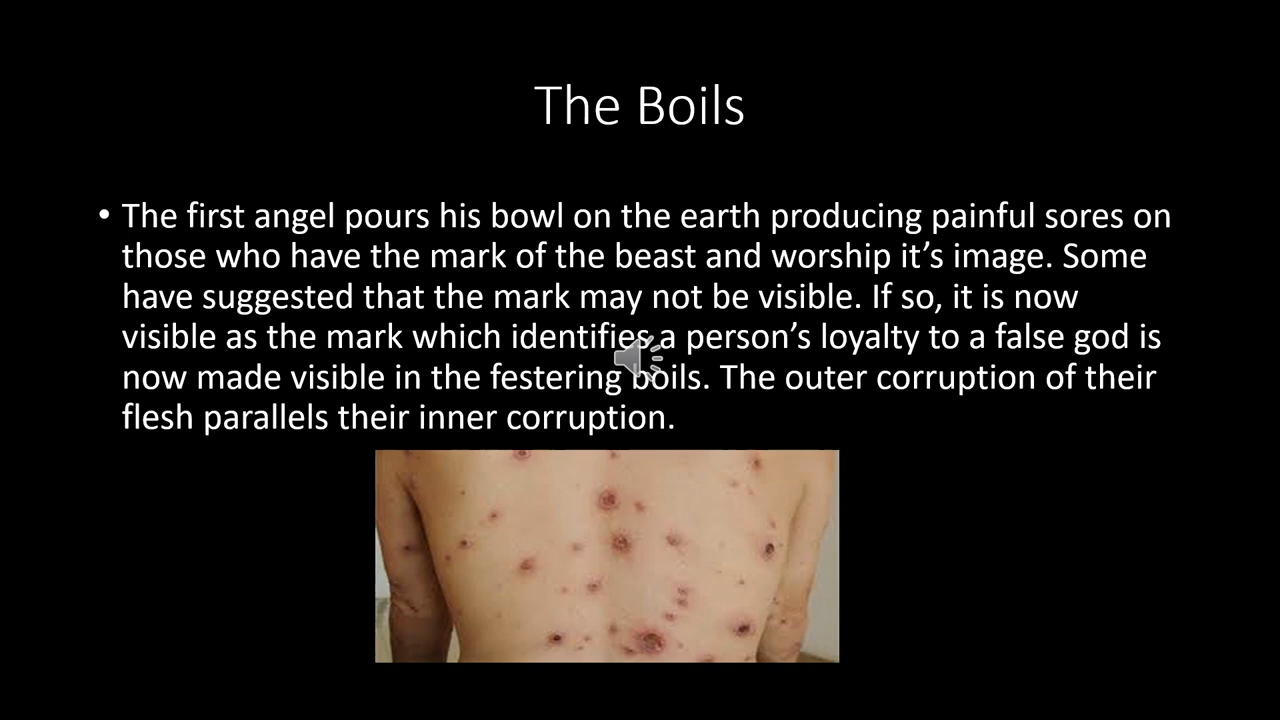 The Boils
• The first angel pours his bowl on the earth producing painful sores on
those who have the mark of the beast and worship it’s image. Some
have suggested that the mark may not be visible. If so, it is now
visible as the mark which identifies a person’s loyalty to a false god is
now made visible in the festering boils. The outer corruption of their
flesh parallels their inner corruption.